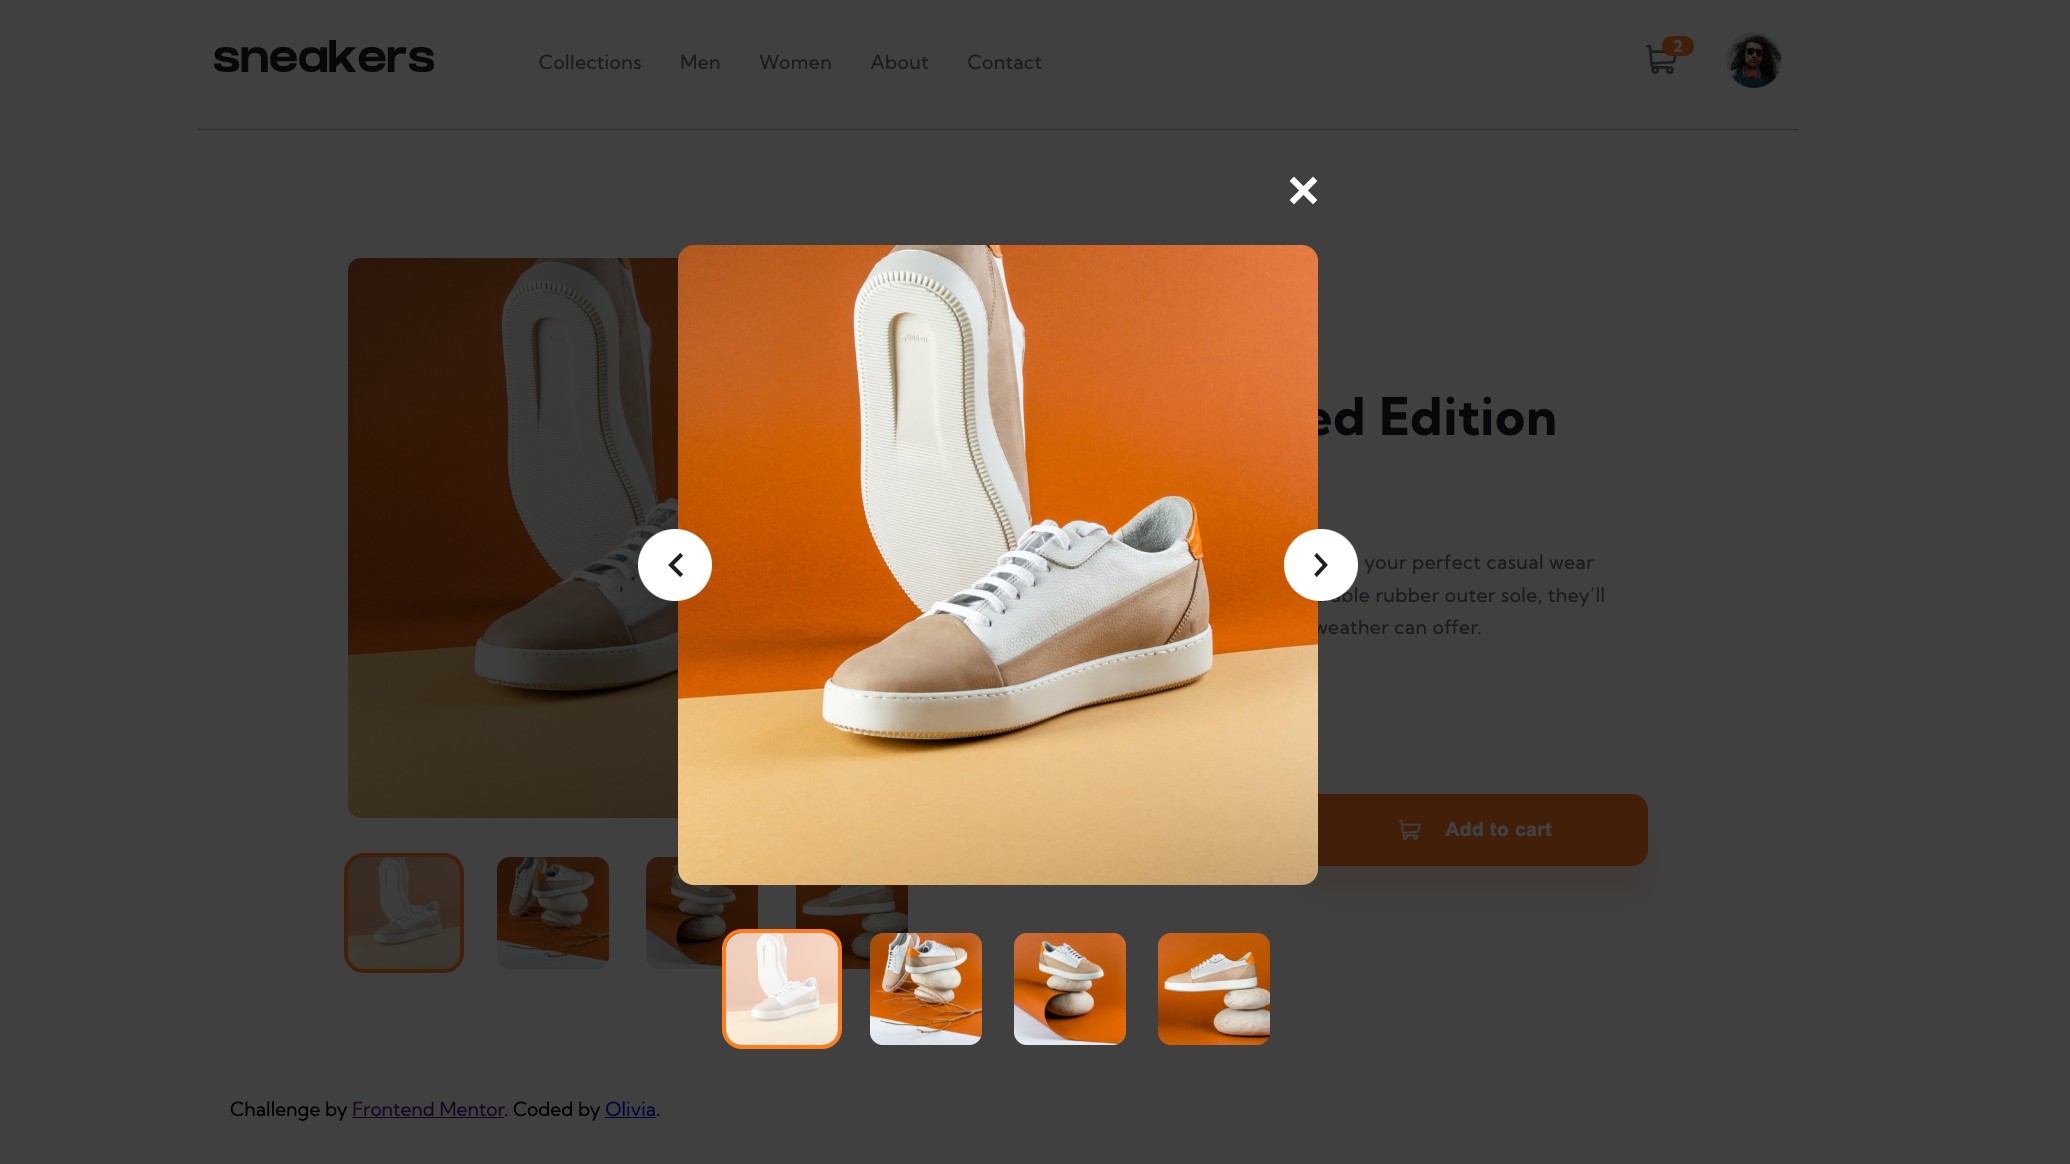 sneakers
Collections Men Women About Contact
2
ed Edition
your perfect casual wear
able rubber outer sole, they'll
weather can offer.
Add to cart
Challenge by Frontend Mentor. Coded by Olivia.